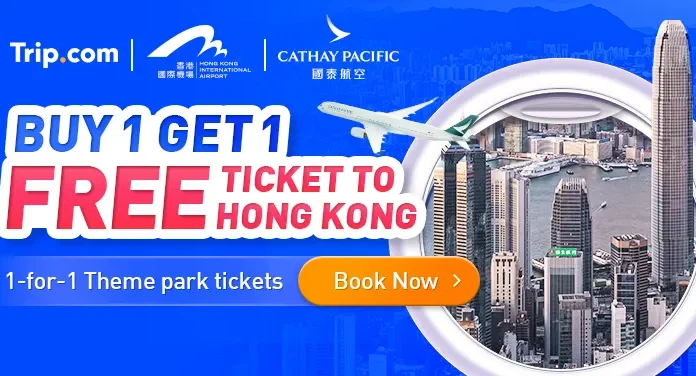 Trip.com
香港國際機場
HONG KONG
INTERNATIONAL
AIRPORT
CATHAY PACIFIC
國泰航空
BUY 1 GET 1
FREE TICKET TO
HONG KONG
1-for-1 Theme park tickets
Book Now